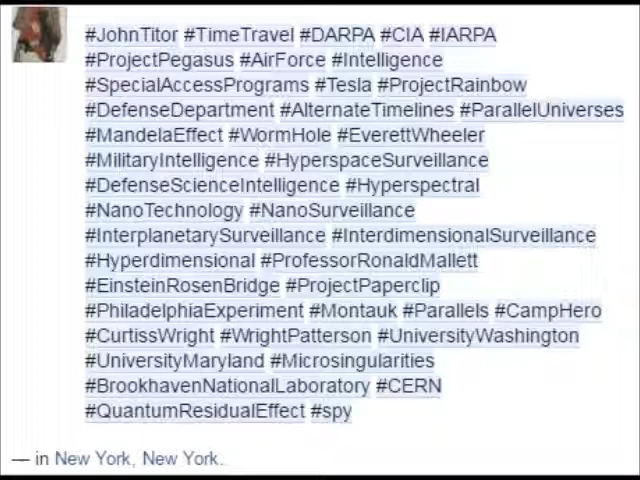 #JohnTitor #TimeTravel #DARPA #CIA #IARPA
#ProjectPegasus #AirForce #Intelligence
#SpecialAccessPrograms #Tesla #ProjectRainbow
#DefenseDepartment #AlternateTimelines #ParallelUniverses
#MandelaEffect #WormHole #EverettWheeler
#MilitaryIntelligence #HyperspaceSurveillance
#DefenseScienceIntelligence #Hyperspectral
#NanoTechnology #NanoSurveillance
#InterplanetarySurveillance #InterdimensionalSurveillance
#Hyperdimensional #ProfessorRonaldMallett
#EinsteinRosenBridge #ProjectPaperclip
#PhiladelphiaExperiment #Montauk #Parallels #CampHero
#CurtissWright #WrightPatterson #UniversityWashington
#UniversityMaryland #Microsingularities
#BrookhavenNationalLaboratory #CERN
#QuantumResidualEffect #spy
— in New York, New York.